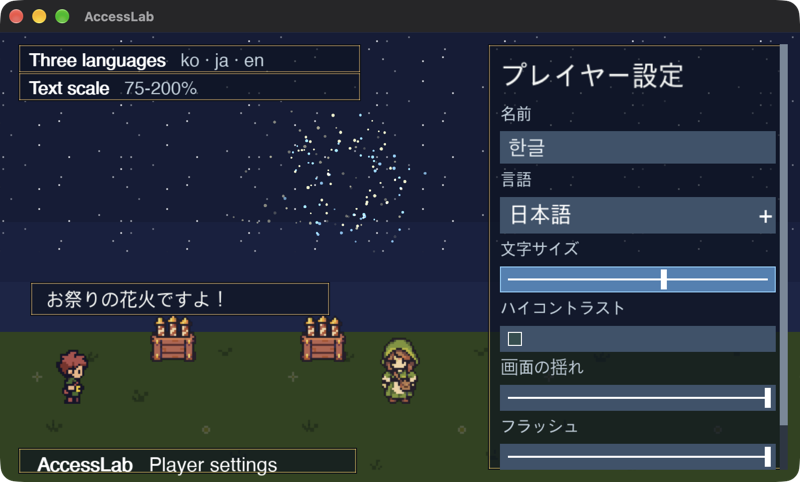 AccessLab
Three languages ko · ja · en
Text scale 75-200%
お祭りの花火ですよ！
AccessLab Player settings
プレイヤー設定
名前
한글
言語
日本語 +
文字サイズ
ハイコントラスト
画面の揺れ
フラッシュ